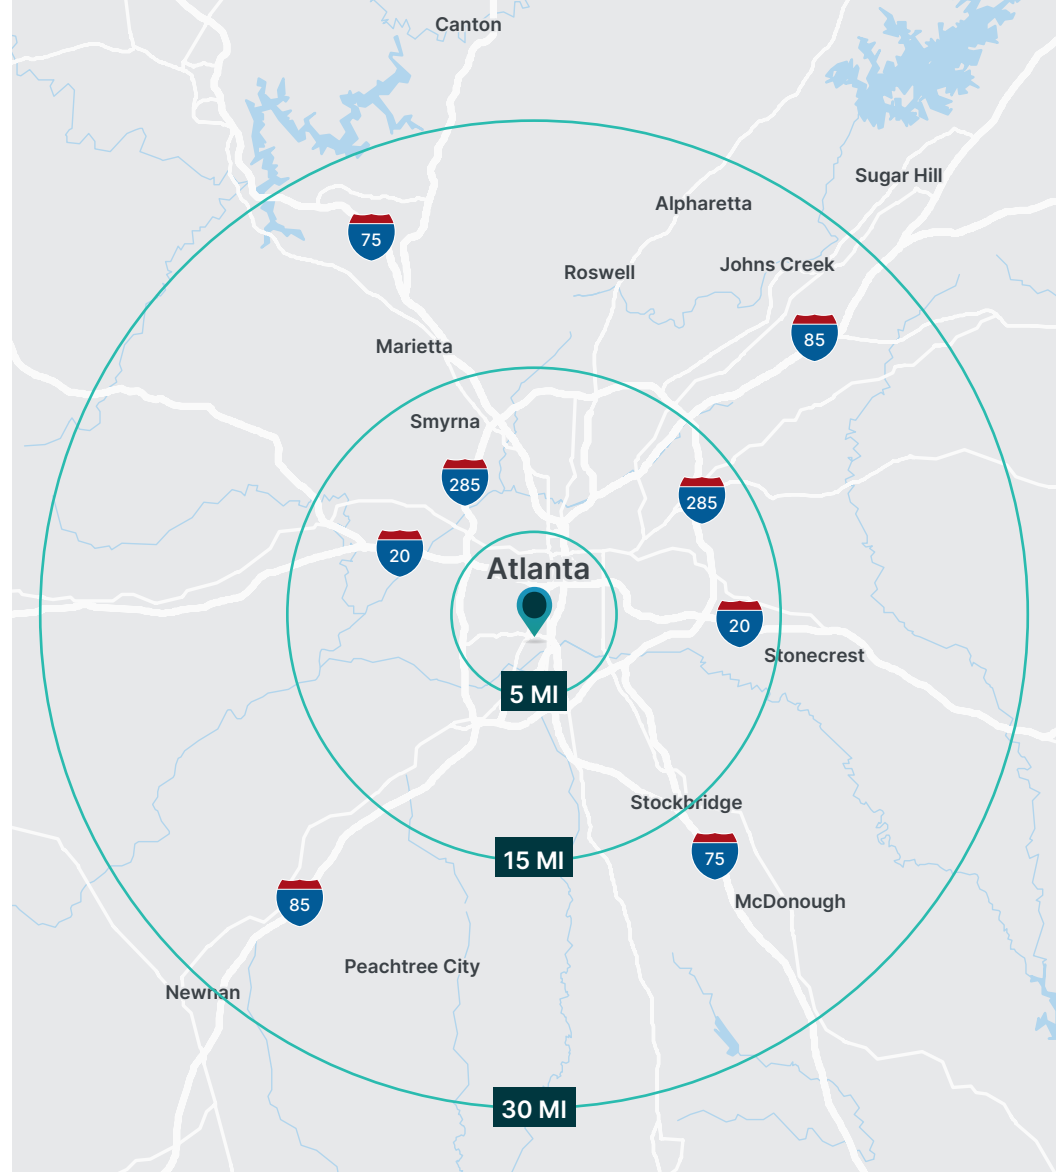 Canton
Sugar Hill
Alpharetta
75
Johns Creek
Roswell
85
Marietta
Smyrna
285
285
20
Atlanta
20
Stonecrest
5 MI
Stockbridge
75
15 MI
85
McDonough
Peachtree City
Newnan
30 MI